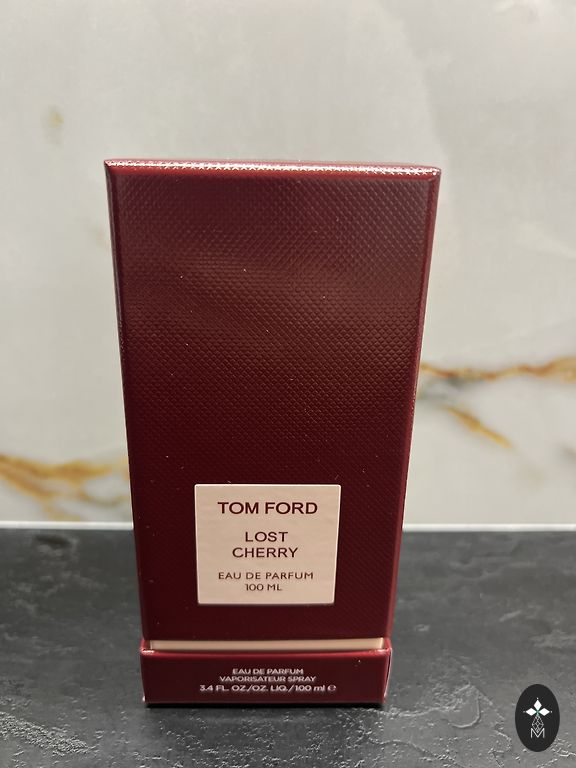 TOM FORD
LOST
CHERRY
EAU DE PARFUM
100 ML
EAU DE PARFUM
VAPORISATEUR SPRAY
3.4 FL. OZ/OZ. LIQ/100 ml ℮
M